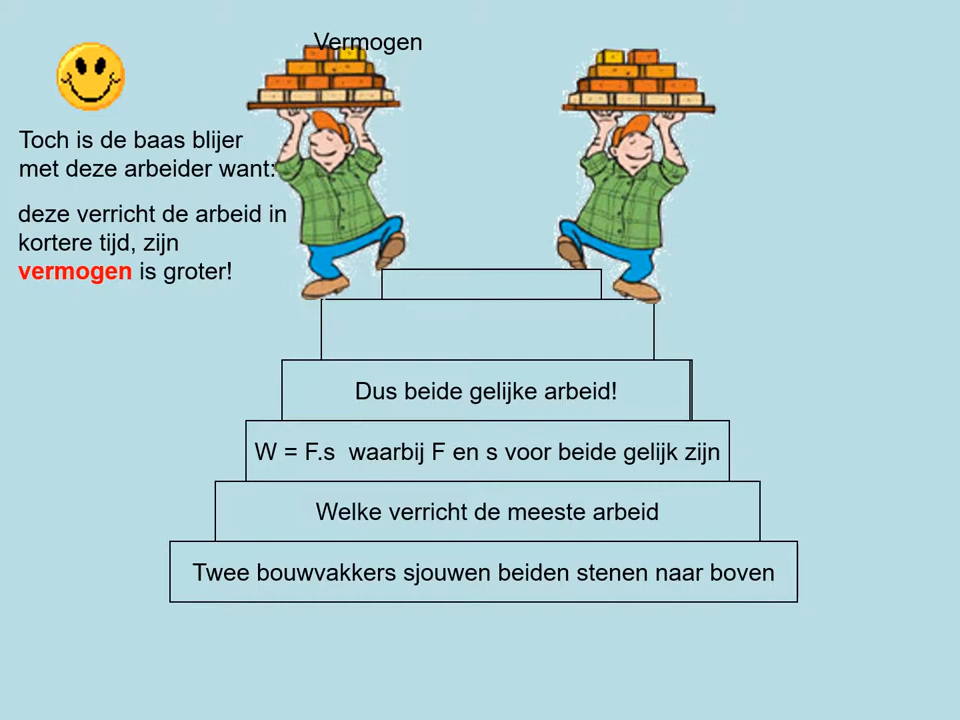 Vermogen
Toch is de baas blijer
met deze arbeider want:
deze verricht de arbeid in
kortere tijd, zijn
vermogen is groter!
Dus beide gelijke arbeid!
W = F.s  waarbij F en s voor beide gelijk zijn
Welke verricht de meeste arbeid
Twee bouwvakkers sjouwen beiden stenen naar boven